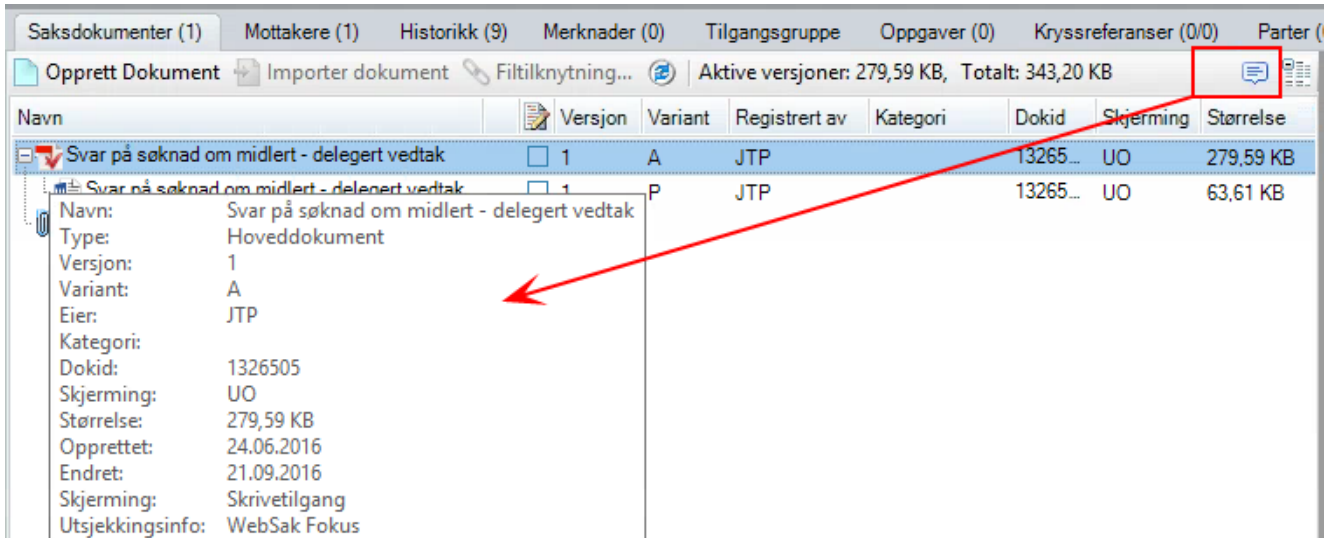 Saksdokumenter (1) Mottakere (1) Historikk (9) Merknader (0) Tilgangsgruppe Oppgaver (0) Kryssreferanser (0/0) Parter (
Opprett Dokument Importer dokument Filtilknytning... Aktive versjoner: 279,59 KB, Totalt: 343,20 KB
Navn Versjon Variant Registrert av Kategori Dokid Skjerming Størrelse
Svar på søknad om midlert - delegert vedtak 1 A JTP 13265... UO 279,59 KB
Svar på søknad om midlert - delegert vedtak 1 P JTP 13265... UO 63,61 KB
Navn: Svar på søknad om midlert - delegert vedtak
Type: Hoveddokument
Versjon: 1
Variant: A
Eier: JTP
Kategori:
Dokid: 1326505
Skjerming: UO
Størrelse: 279,59 KB
Opprettet: 24.06.2016
Endret: 21.09.2016
Skjerming: Skrivetilgang
Utsjekkingsinfo: WebSak Fokus